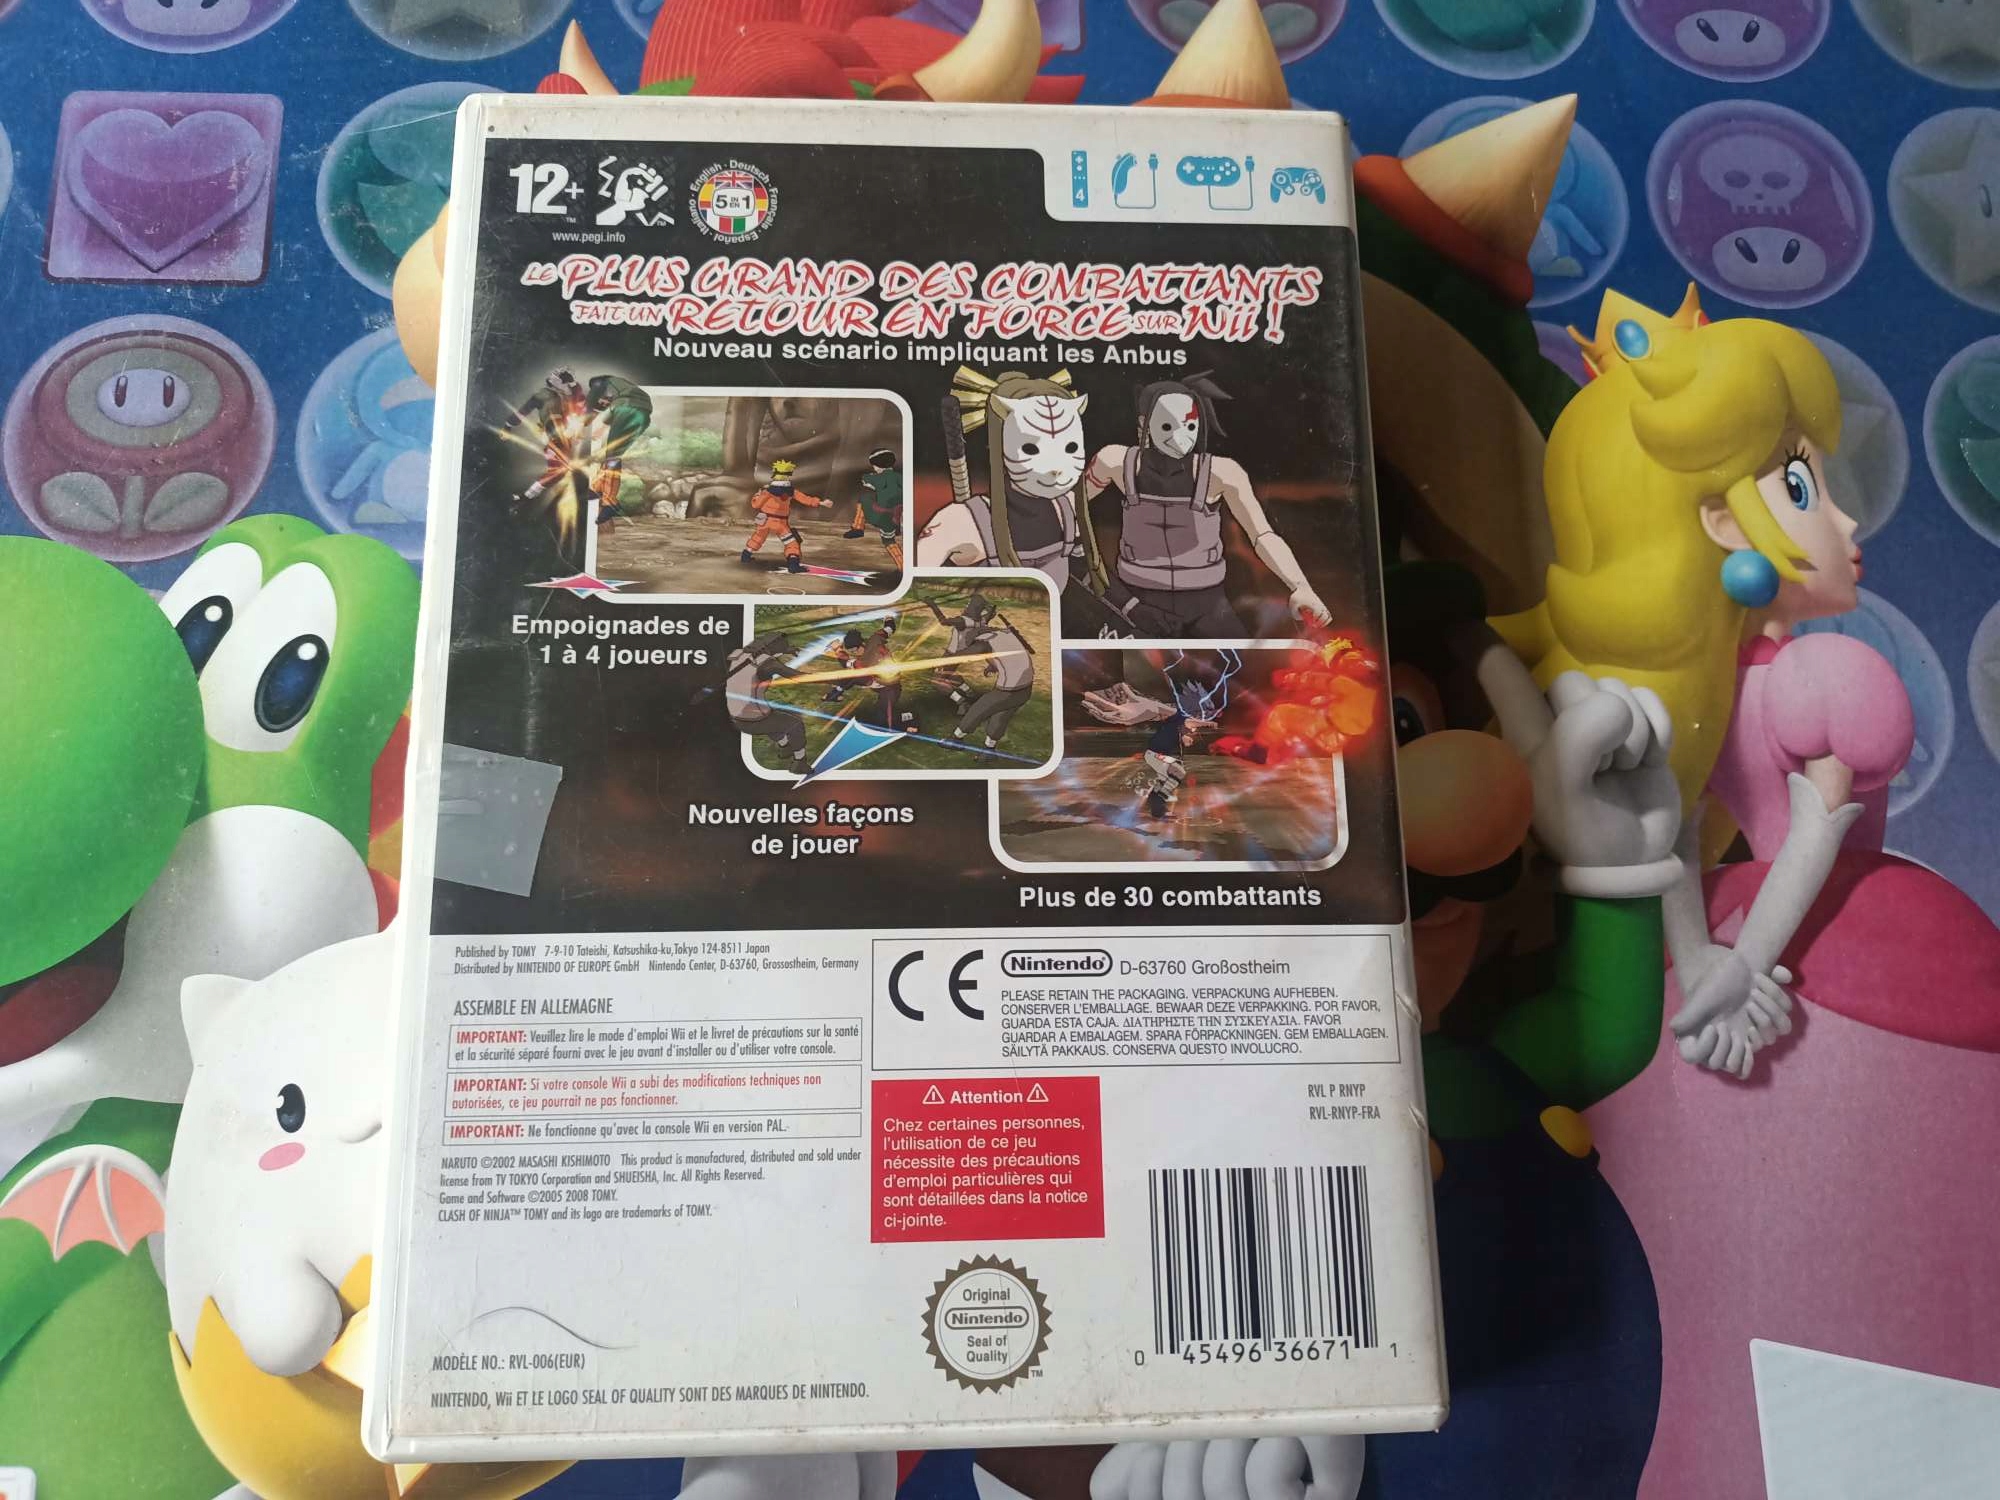 12+
www.pegi.info
English · Deutsch · Français · Español · Italiano
5 IN EN 1
4
LE PLUS GRAND DES COMBATTANTS
FAIT UN RETOUR EN FORCE SUR Wii !
Nouveau scénario impliquant les Anbus
Empoignades de
1 à 4 joueurs
Nouvelles façons
de jouer
Plus de 30 combattants
Published by TOMY 7-9-10 Tateishi, Katsushika-ku,Tokyo 124-8511 Japan
Distributed by NINTENDO OF EUROPE GmbH Nintendo Center, D-63760, Grossostheim, Germany
ASSEMBLE EN ALLEMAGNE
IMPORTANT: Veuillez lire le mode d'emploi Wii et le livret de précautions sur la santé
et la sécurité séparé fourni avec le jeu avant d'installer ou d'utiliser votre console.
IMPORTANT: Si votre console Wii a subi des modifications techniques non
autorisées, ce jeu pourrait ne pas fonctionner.
IMPORTANT: Ne fonctionne qu'avec la console Wii en version PAL.
NARUTO ©2002 MASASHI KISHIMOTO This product is manufactured, distributed and sold under
license from TV TOKYO Corporation and SHUEISHA, Inc. All Rights Reserved.
Game and Software ©2005 2008 TOMY.
CLASH OF NINJA™ TOMY and its logo are trademarks of TOMY.
MODÈLE NO.: RVL-006(EUR)
NINTENDO, Wii ET LE LOGO SEAL OF QUALITY SONT DES MARQUES DE NINTENDO.
CE
Nintendo® D-63760 Großostheim
PLEASE RETAIN THE PACKAGING. VERPACKUNG AUFHEBEN.
CONSERVER L'EMBALLAGE. BEWAAR DEZE VERPAKKING. POR FAVOR,
GUARDA ESTA CAJA. ΔΙΑΤΗΡΗΣΤΕ ΤΗΝ ΣΥΣΚΕΥΑΣΙΑ. FAVOR
GUARDAR A EMBALAGEM. SPARA FÖRPACKNINGEN. GEM EMBALLAGEN.
SÄILYTÄ PAKKAUS. CONSERVA QUESTO INVOLUCRO.
Attention
Chez certaines personnes,
l'utilisation de ce jeu
nécessite des précautions
d'emploi particulières qui
sont détaillées dans la notice
ci-jointe.
RVL P RNYP
RVL-RNYP-FRA
Original
Nintendo
Seal of
Quality
TM
0 45496 36671 1